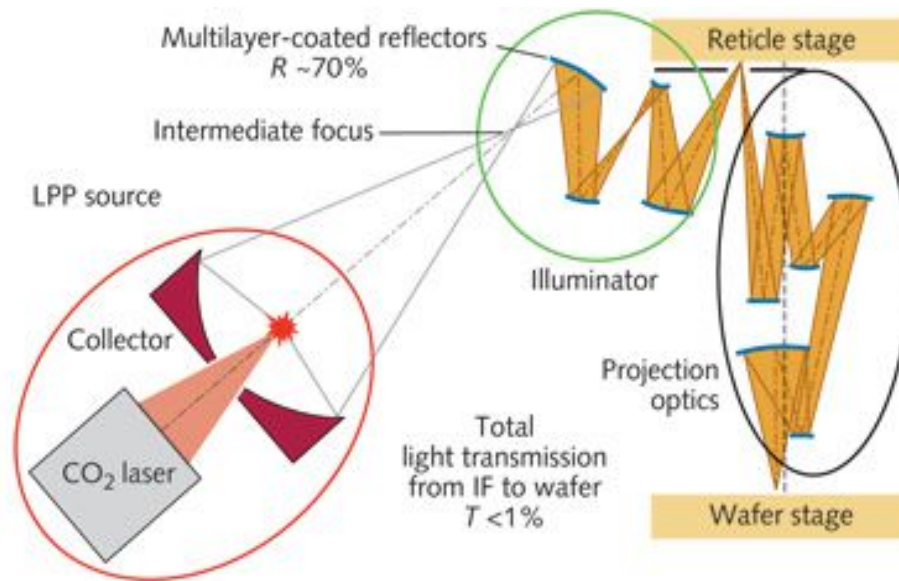 Multilayer-coated reflectors
R ~70%
Reticle stage
Intermediate focus
LPP source
Illuminator
Collector
Projection
optics
Total
light transmission
from IF to wafer
T <1%
CO₂ laser
Wafer stage